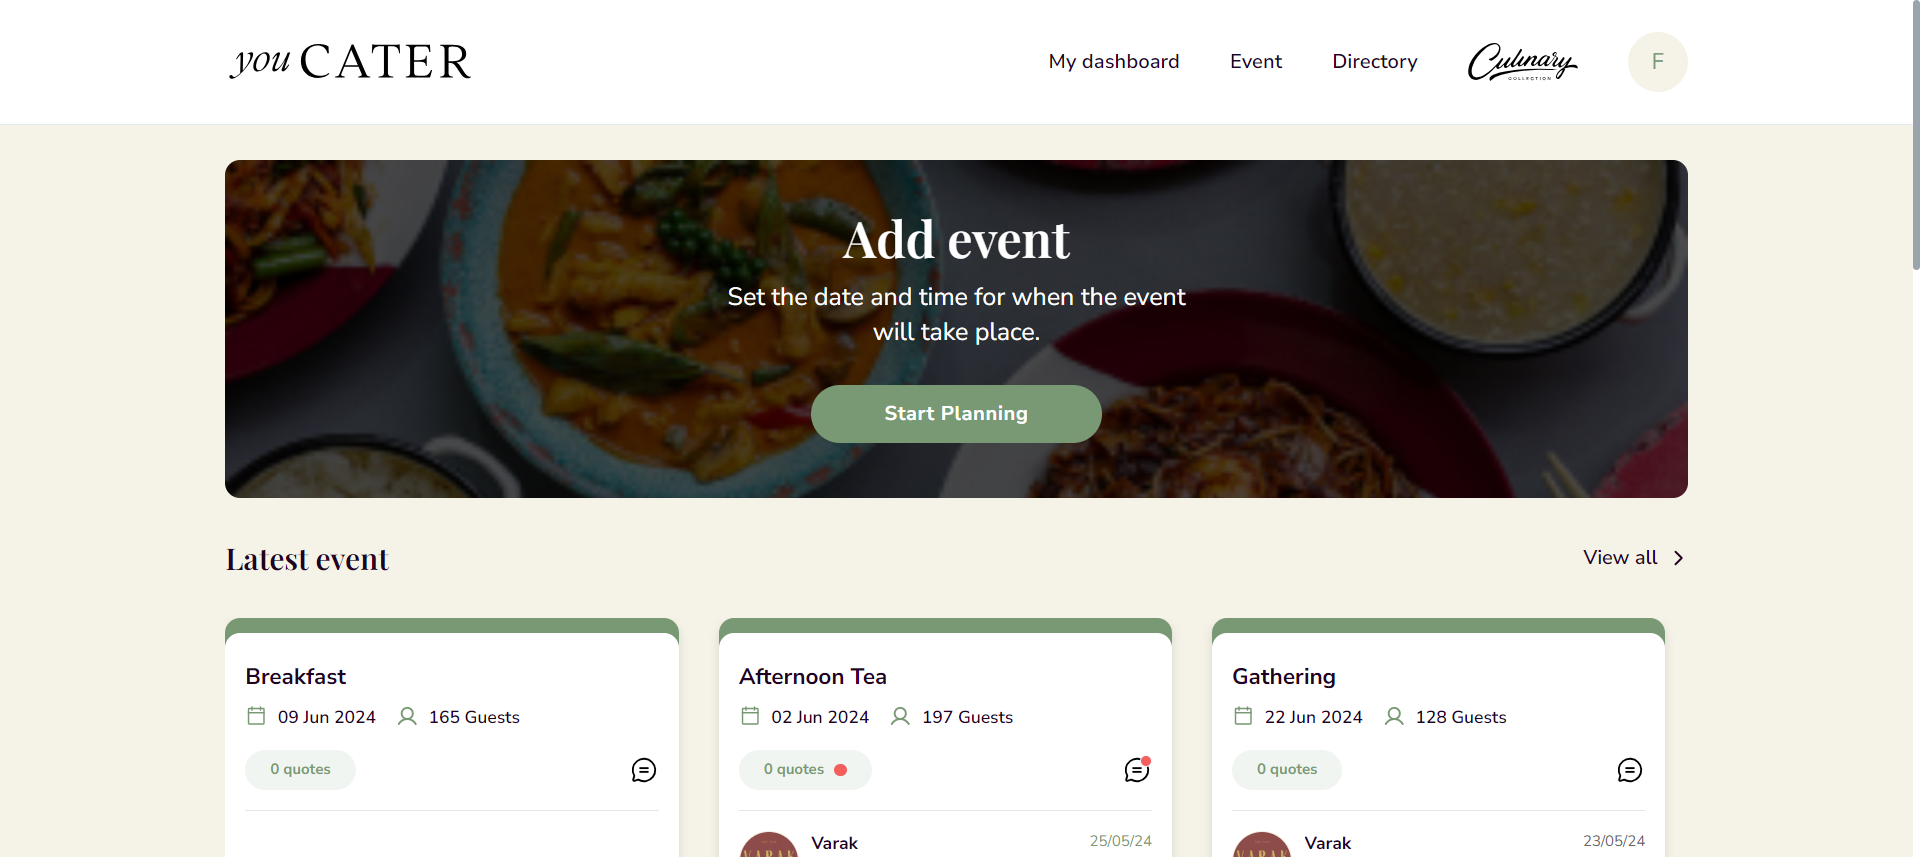 you CATER
My dashboard
Event
Directory
Culinary
COLLECTION
F
Add event
Set the date and time for when the event
will take place.
Start Planning
Latest event
View all
Breakfast
09 Jun 2024
165 Guests
0 quotes
Afternoon Tea
02 Jun 2024
197 Guests
0 quotes
VARAK
Varak
25/05/24
Gathering
22 Jun 2024
128 Guests
0 quotes
VARAK
Varak
23/05/24